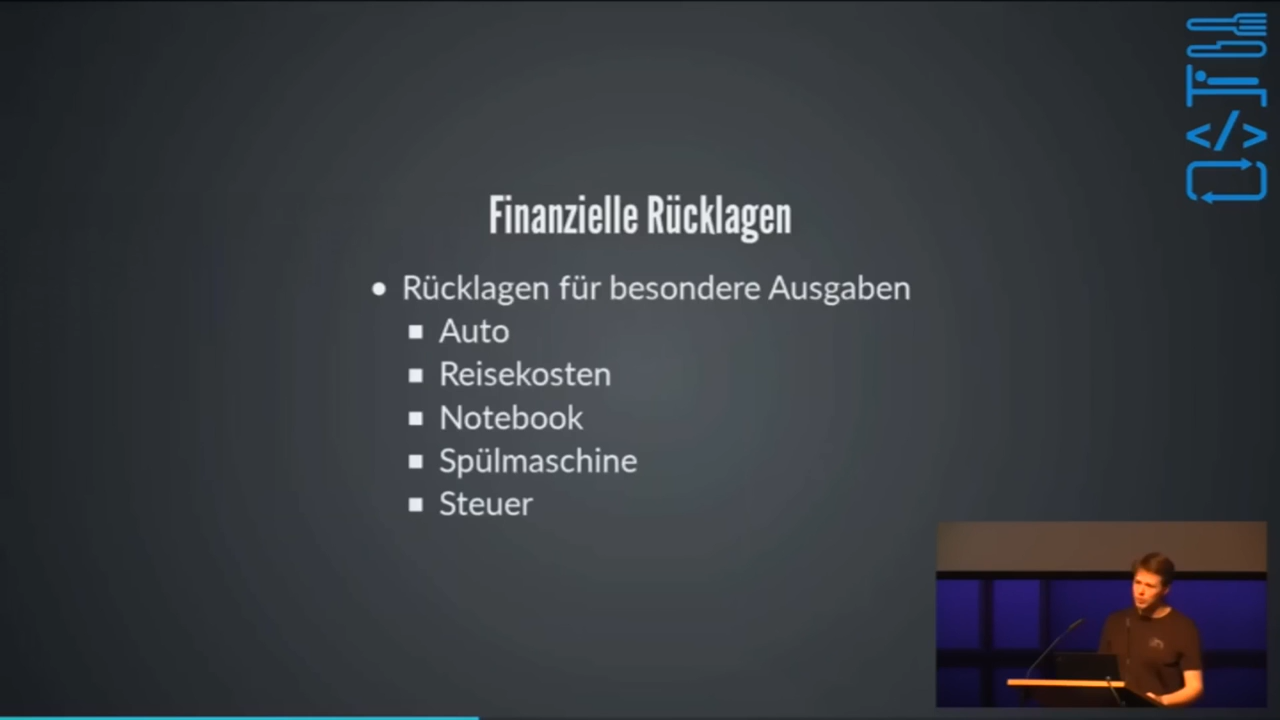 Finanzielle Rücklagen
Rücklagen für besondere Ausgaben
Auto
Reisekosten
Notebook
Spülmaschine
Steuer